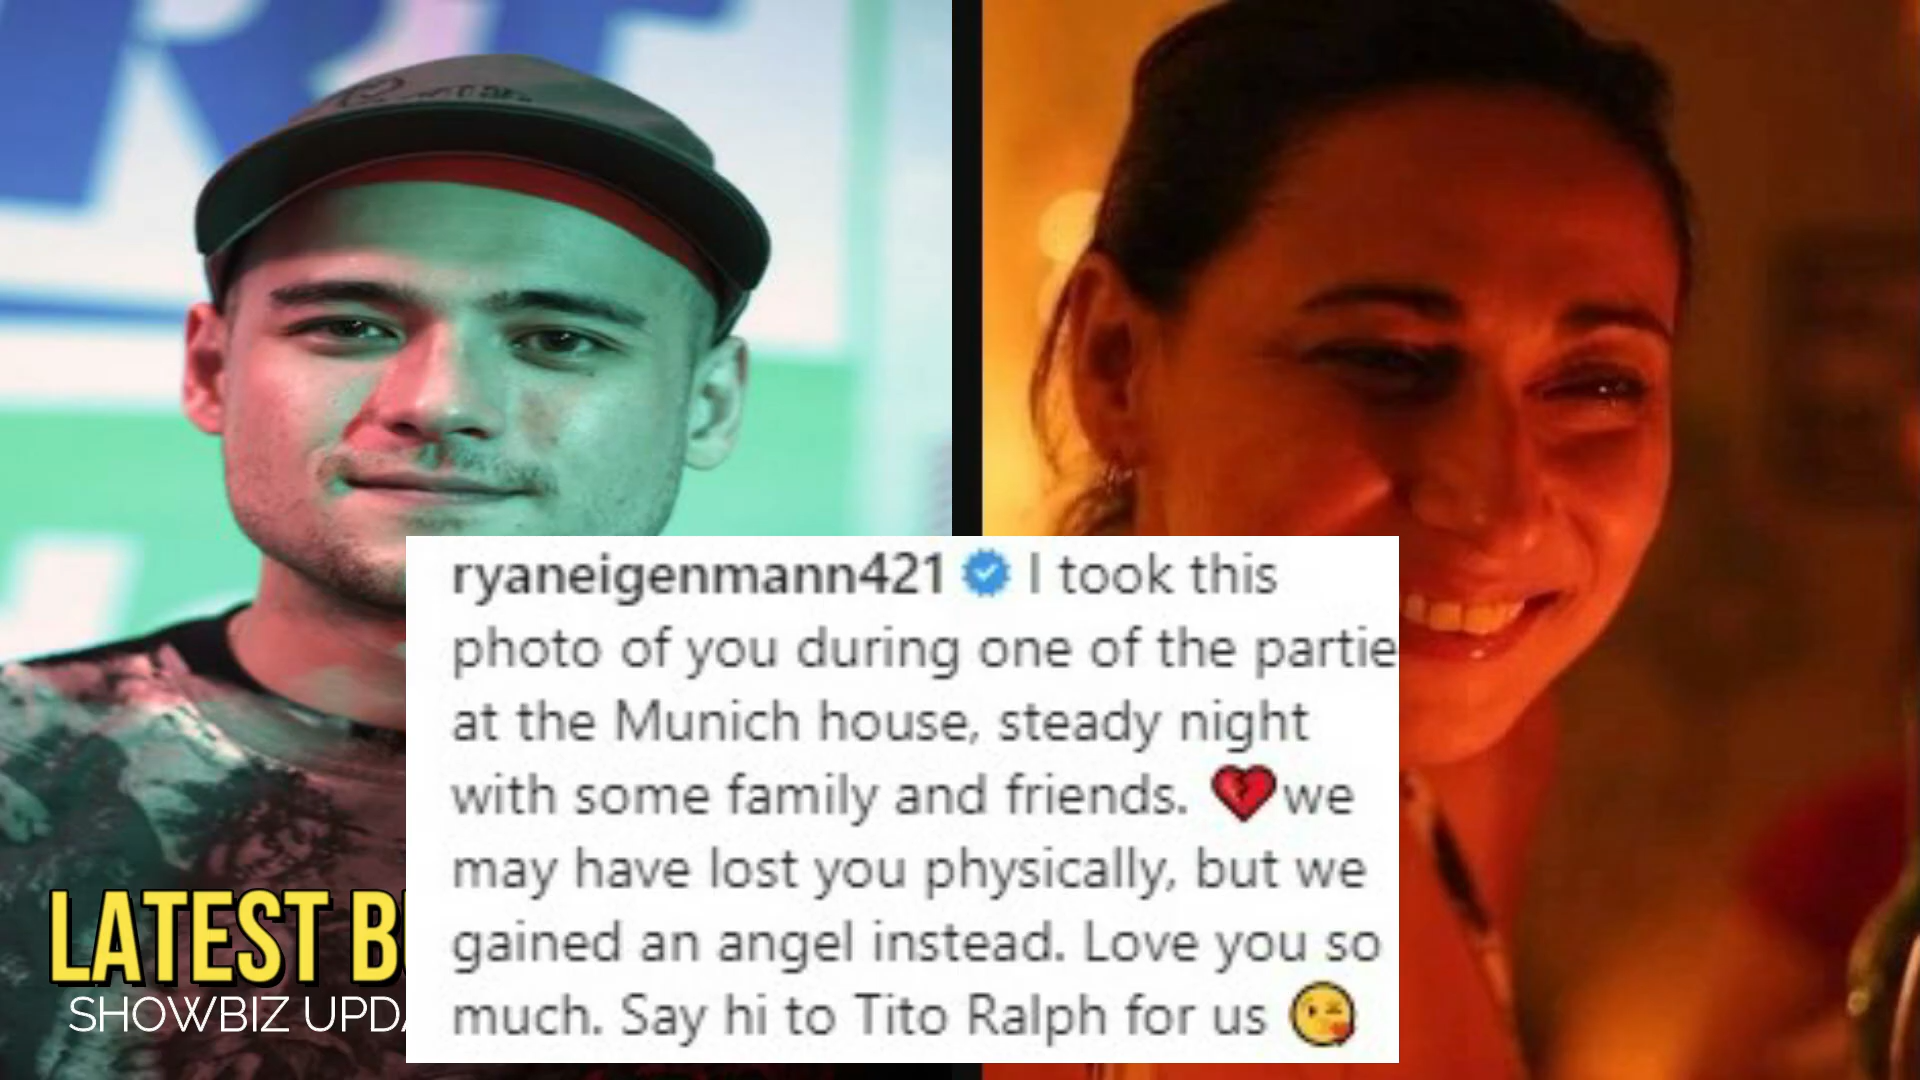 ryaneigenmann421 I took this
photo of you during one of the partie
at the Munich house, steady night
with some family and friends. 💔we
may have lost you physically, but we
gained an angel instead. Love you so
much. Say hi to Tito Ralph for us 😘
LATEST B
SHOWBIZ UPDA